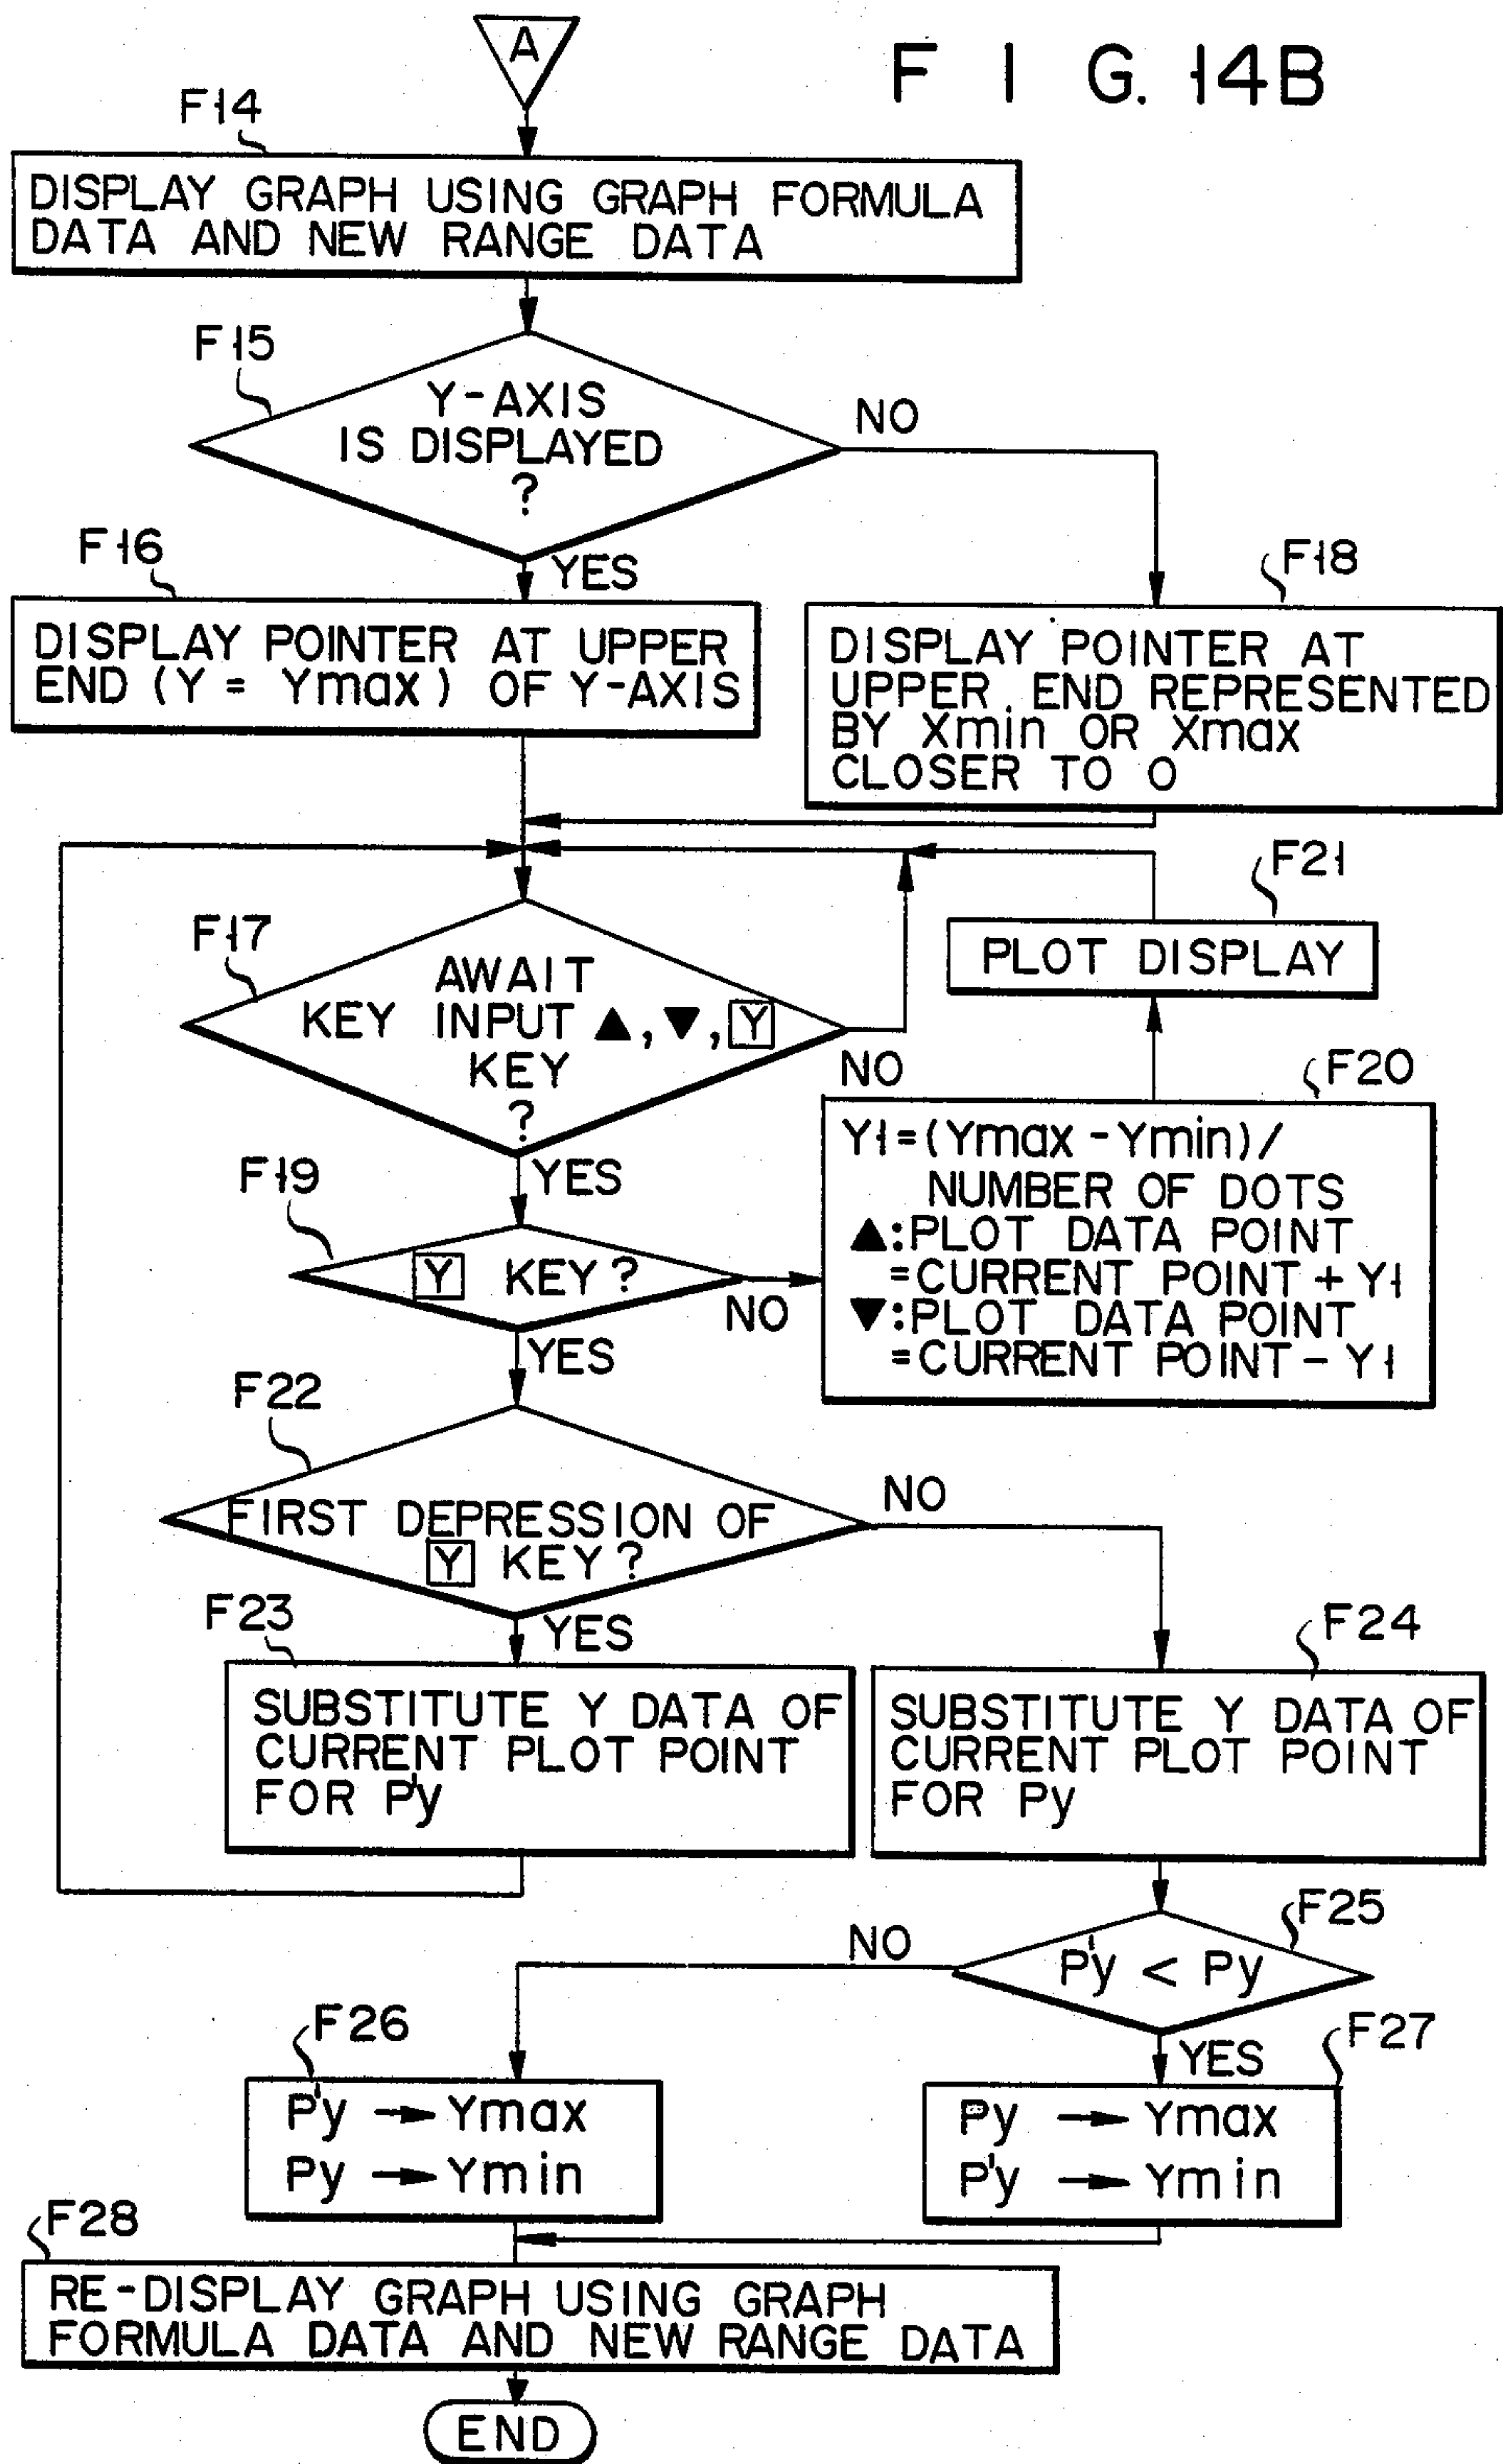 A
F I G. 14B
F14
DISPLAY GRAPH USING GRAPH FORMULA
DATA AND NEW RANGE DATA
F15
Y-AXIS
IS DISPLAYED
?
NO
YES
F16
DISPLAY POINTER AT UPPER
END (Y = Ymax) OF Y-AXIS
F18
DISPLAY POINTER AT
UPPER END REPRESENTED
BY Xmin OR Xmax
CLOSER TO 0
F17
AWAIT
KEY INPUT ▲, ▼, Y
KEY
?
NO
YES
F21
PLOT DISPLAY
F20
Y1=(Ymax-Ymin)/
NUMBER OF DOTS
▲:PLOT DATA POINT
=CURRENT POINT + Y1
▼:PLOT DATA POINT
=CURRENT POINT - Y1
F19
Y KEY?
NO
YES
F22
FIRST DEPRESSION OF
Y KEY?
NO
YES
F23
SUBSTITUTE Y DATA OF
CURRENT PLOT POINT
FOR P'y
F24
SUBSTITUTE Y DATA OF
CURRENT PLOT POINT
FOR Py
F25
P'y < Py
NO
YES
F26
P'y → Ymax
Py → Ymin
F27
Py → Ymax
P'y → Ymin
F28
RE-DISPLAY GRAPH USING GRAPH
FORMULA DATA AND NEW RANGE DATA
END